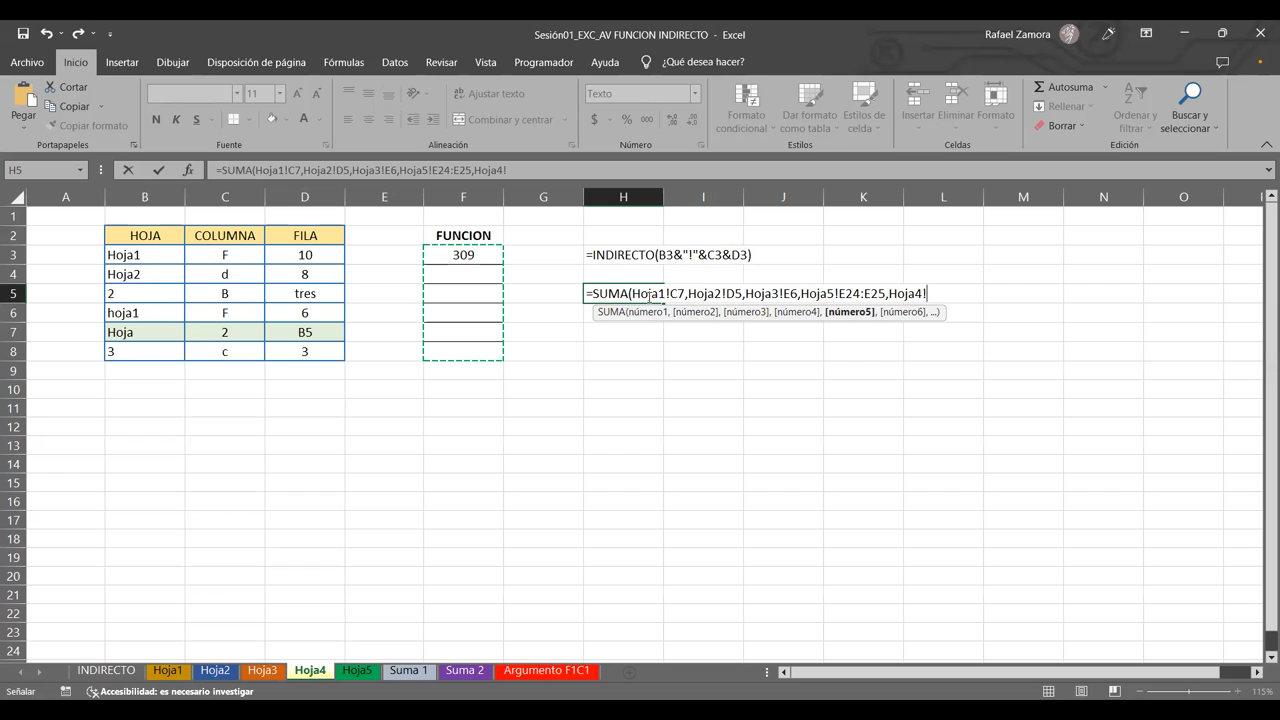 Sesión01_EXC_AV FUNCION INDIRECTO - Excel
Rafael Zamora
Archivo Inicio Insertar Dibujar Disposición de página Fórmulas Datos Revisar Vista Programador Ayuda ¿Qué desea hacer?
Pegar
Cortar
Copiar
Copiar formato
Portapapeles
11
N K S
Fuente
Ajustar texto
Combinar y centrar
Alineación
Texto
$ % 000
Número
Formato condicional
Dar formato como tabla
Estilos de celda
Estilos
Insertar Eliminar Formato
Celdas
Autosuma
Rellenar
Borrar
Ordenar y filtrar
Buscar y seleccionar
Edición
H5 fx =SUMA(Hoja1!C7,Hoja2!D5,Hoja3!E6,Hoja5!E24:E25,Hoja4!
A B C D E F G H I J K L M N O
1
2 HOJA COLUMNA FILA FUNCION
3 Hoja1 F 10 309 =INDIRECTO(B3&"!"&C3&D3)
4 Hoja2 d 8
5 2 B tres =SUMA(Hoja1!C7,Hoja2!D5,Hoja3!E6,Hoja5!E24:E25,Hoja4!
6 hoja1 F 6 SUMA(número1, [número2], [número3], [número4], [número5], [número6], ...)
7 Hoja 2 B5
8 3 c 3
9
10
11
12
13
14
15
16
17
18
19
20
21
22
23
24
INDIRECTO Hoja1 Hoja2 Hoja3 Hoja4 Hoja5 Suma 1 Suma 2 Argumento F1C1
Señalar Accesibilidad: es necesario investigar 115%